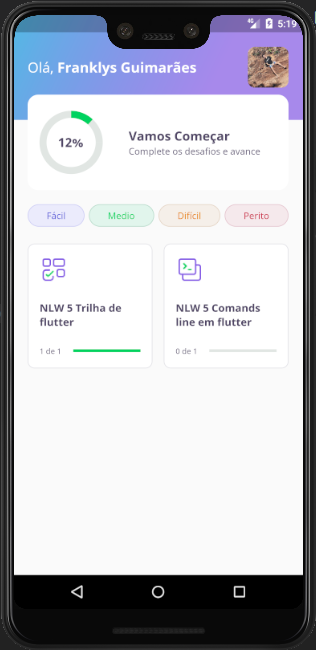 5:19
Olá, Franklys Guimarães
12%
Vamos Começar
Complete os desafios e avance
Fácil Medio Difícil Perito
NLW 5 Trilha de
flutter
1 de 1
NLW 5 Comands
line em flutter
0 de 1